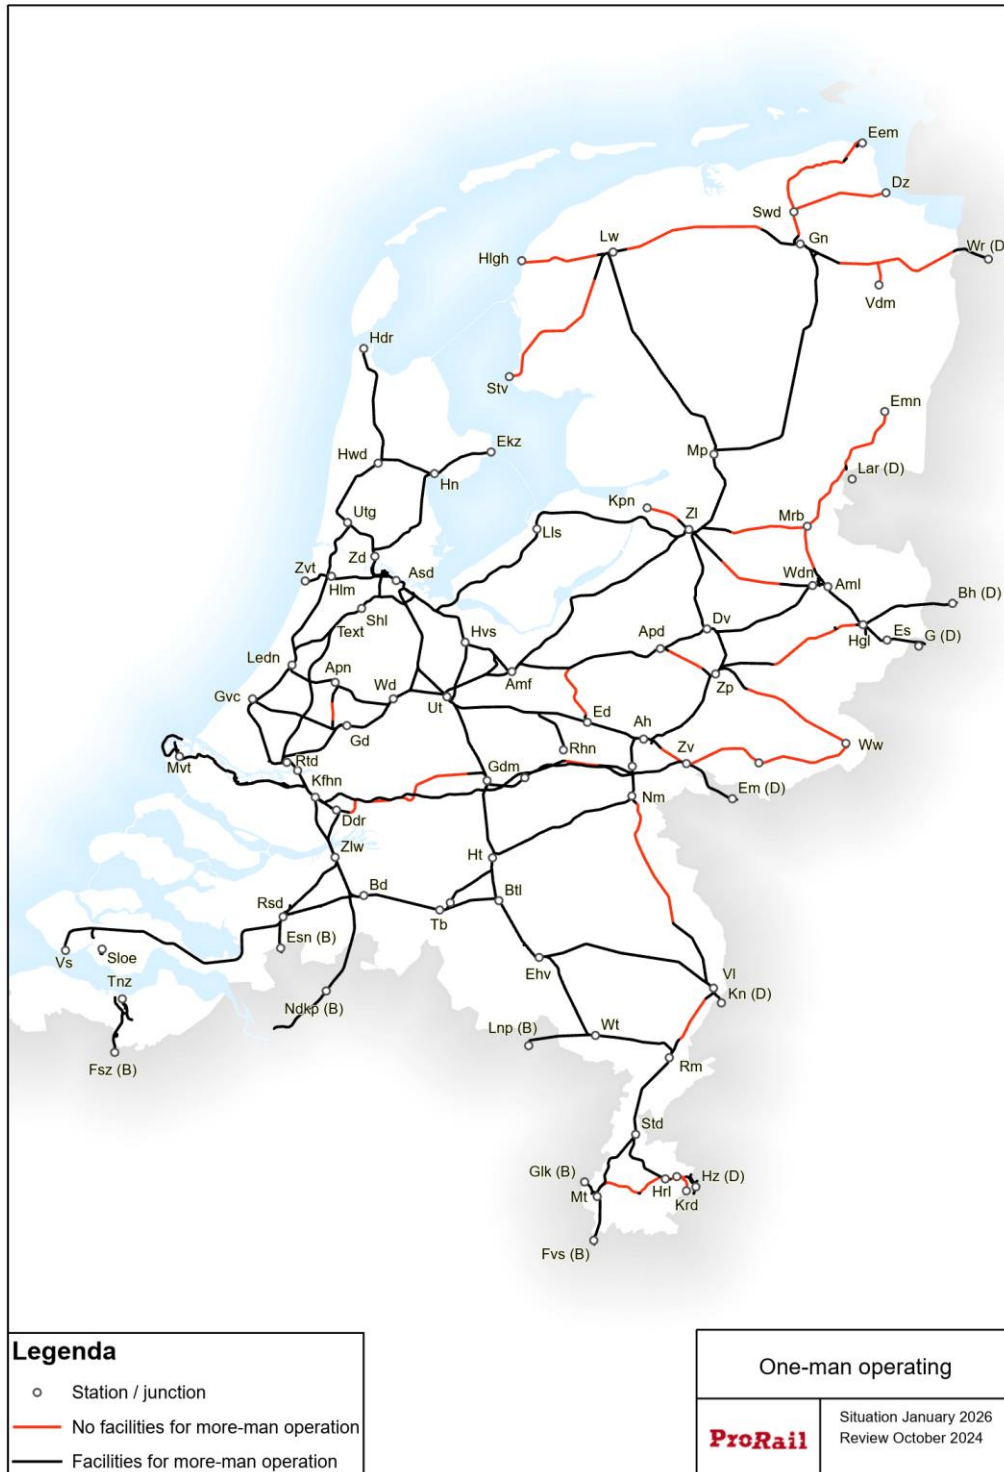 Eem
Dz
Swd
Gn
Wr (D
Lw
Hlgh
Vdm
Hdr
Stv
Emn
Ekz
Mp
Hwd
Hn
Lar (D)
Kpn
Zl
Mrb
Utg
Lls
Zd
Asd
Zvt
Hlm
Wdn
Aml
Bh (D)
Shl
Text
Hvs
Apd
Dv
Es
Hgl
G (D)
Ledn
Apn
Amf
Zp
Gvc
Wd
Ut
Ed
Ah
Gd
Rhn
Zv
Ww
Mvt
Rtd
Kfhn
Gdm
Em (D)
Nm
Ddr
Zlw
Ht
Bd
Btl
Rsd
Tb
Esn (B)
Vs
Sloe
Ehv
Tnz
Vl
Kn (D)
Ndkp (B)
Lnp (B)
Wt
Fsz (B)
Rm
Std
Glk (B)
Hz (D)
Hrl
Mt
Krd
Fvs (B)
Legenda
Station / junction
No facilities for more-man operation
Facilities for more-man operation
One-man operating
ProRail
Situation January 2026
Review October 2024